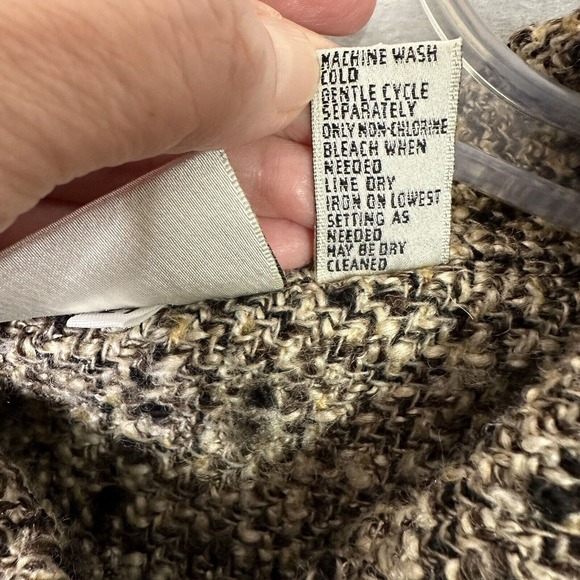 MACHINE WASH
COLD
GENTLE CYCLE
SEPARATELY
ONLY NON-CHLORINE
BLEACH WHEN
NEEDED
LINE DRY
IRON ON LOWEST
SETTING AS
NEEDED
MAY BE DRY
CLEANED